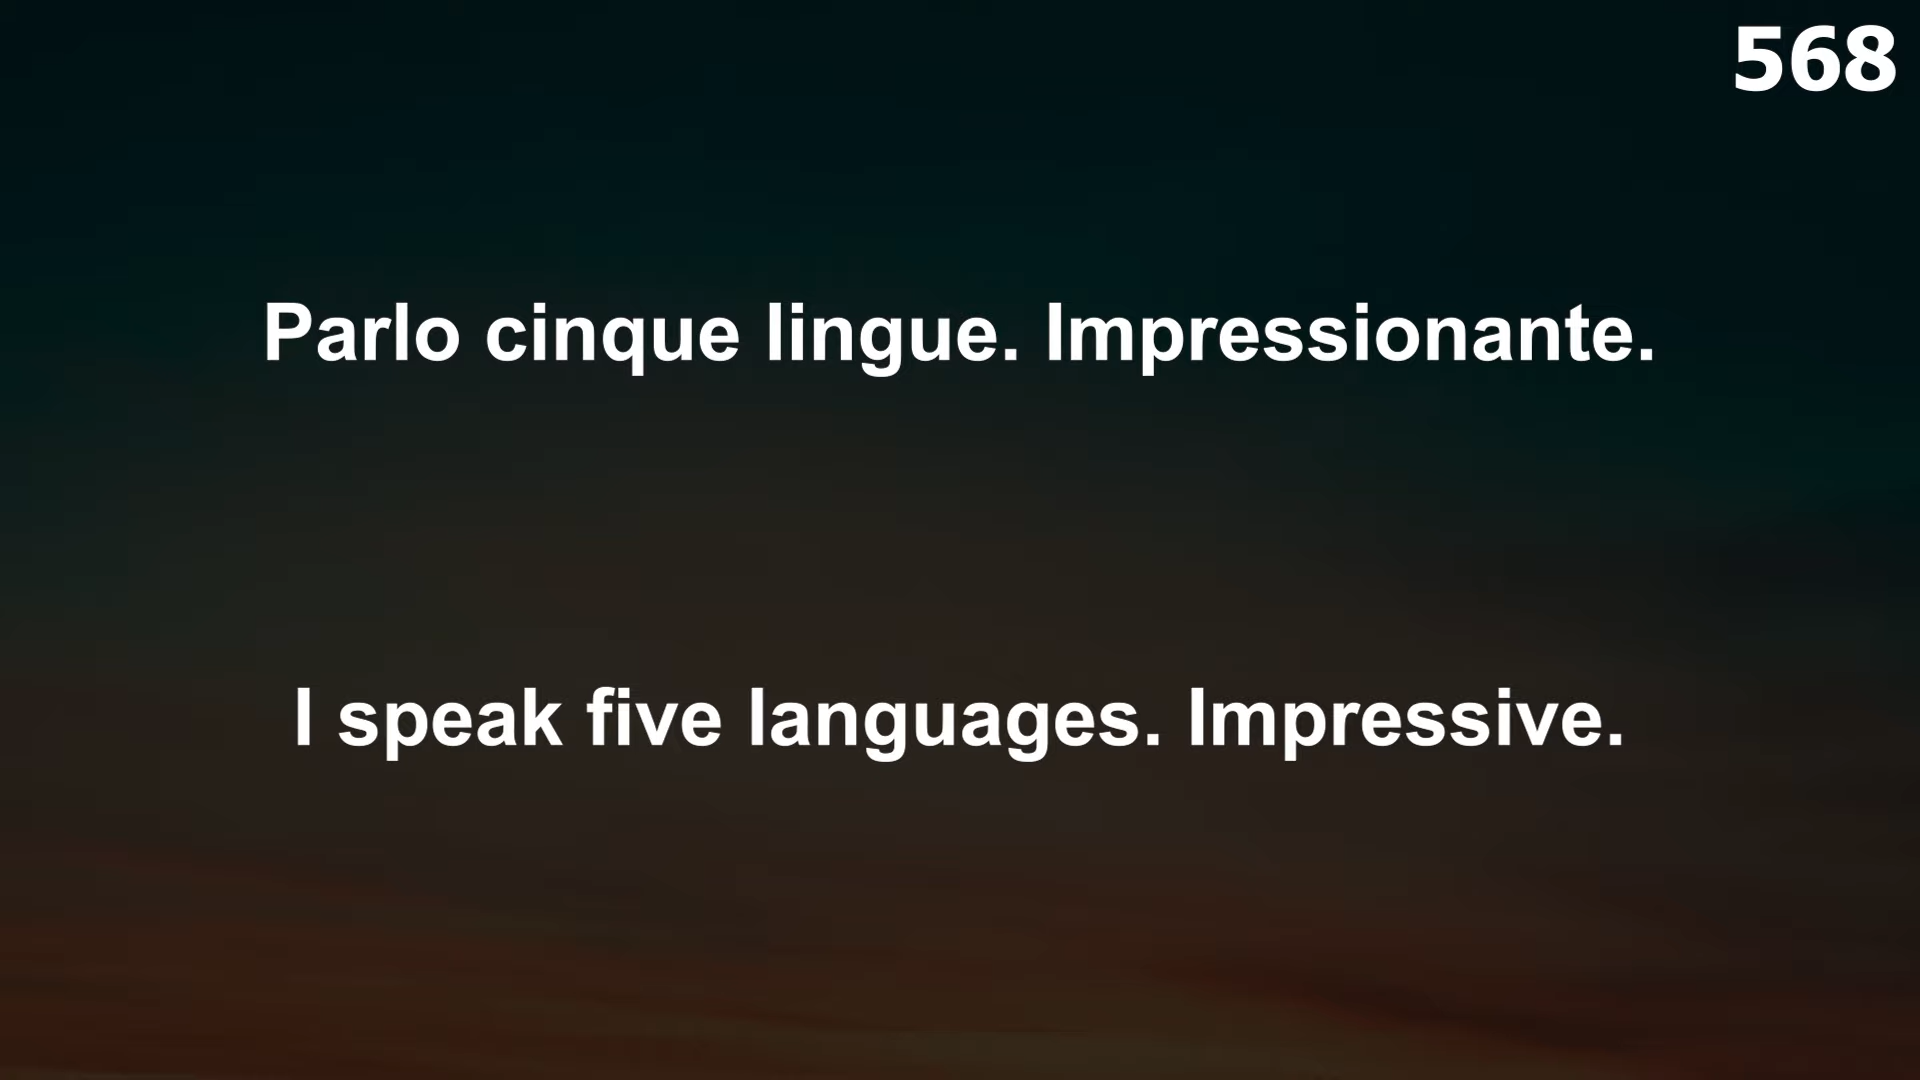 568
Parlo cinque lingue. Impressionante.
I speak five languages. Impressive.